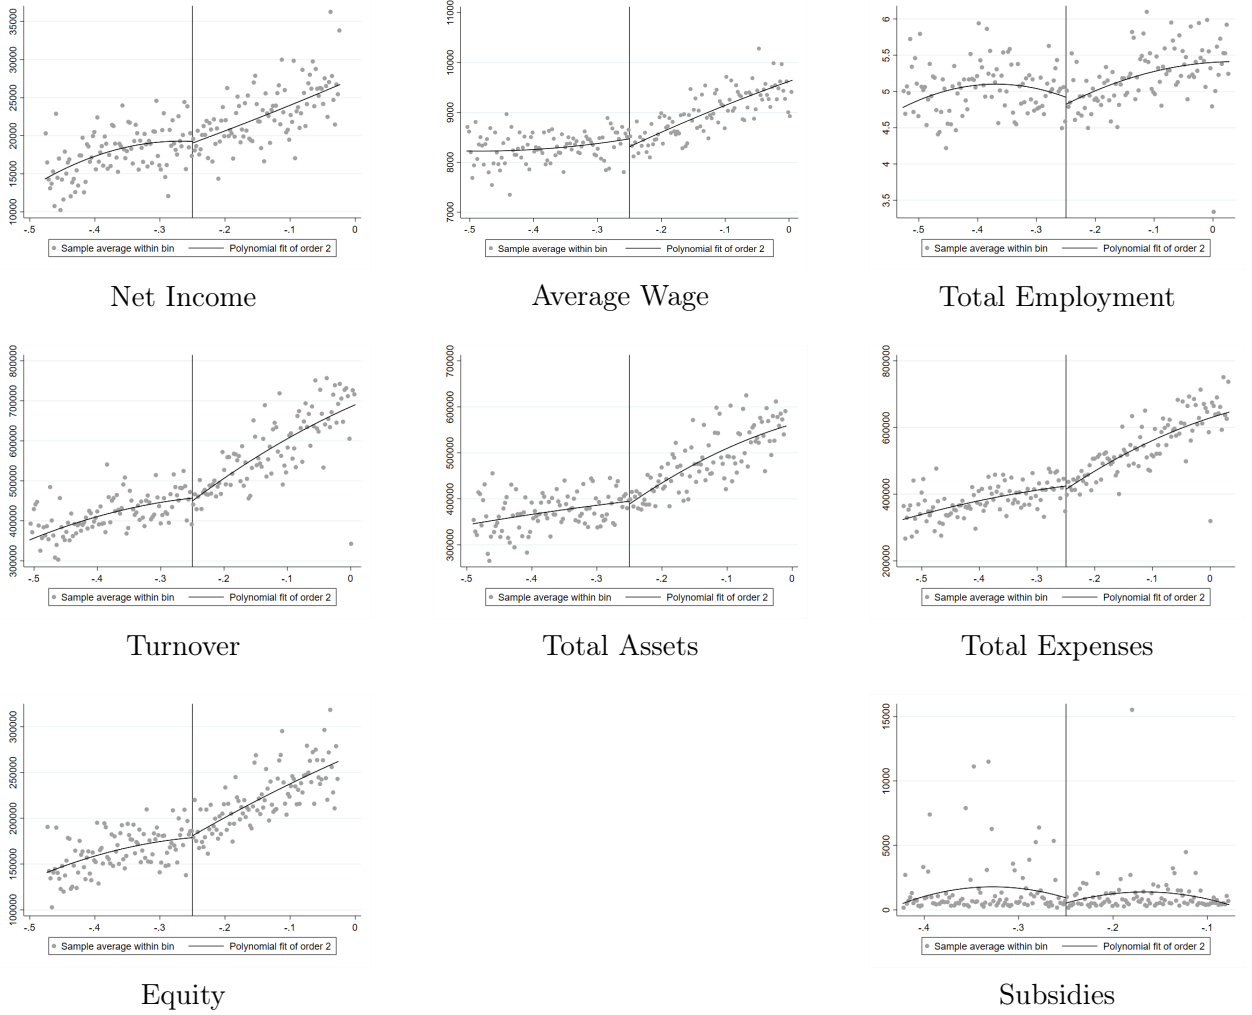 35000
30000
25000
20000
15000
10000
-.5 -.4 -.3 -.2 -.1 0
Sample average within bin Polynomial fit of order 2
Net Income
11000
10000
9000
8000
7000
-.5 -.4 -.3 -.2 -.1 0
Sample average within bin Polynomial fit of order 2
Average Wage
6
5.5
5
4.5
4
3.5
-.5 -.4 -.3 -.2 -.1 0
Sample average within bin Polynomial fit of order 2
Total Employment
800000
700000
600000
500000
400000
300000
-.5 -.4 -.3 -.2 -.1 0
Sample average within bin Polynomial fit of order 2
Turnover
700000
600000
500000
400000
300000
-.5 -.4 -.3 -.2 -.1 0
Sample average within bin Polynomial fit of order 2
Total Assets
800000
600000
400000
200000
-.5 -.4 -.3 -.2 -.1 0
Sample average within bin Polynomial fit of order 2
Total Expenses
300000
250000
200000
150000
100000
-.5 -.4 -.3 -.2 -.1 0
Sample average within bin Polynomial fit of order 2
Equity
15000
10000
5000
0
-.4 -.3 -.2 -.1
Sample average within bin Polynomial fit of order 2
Subsidies